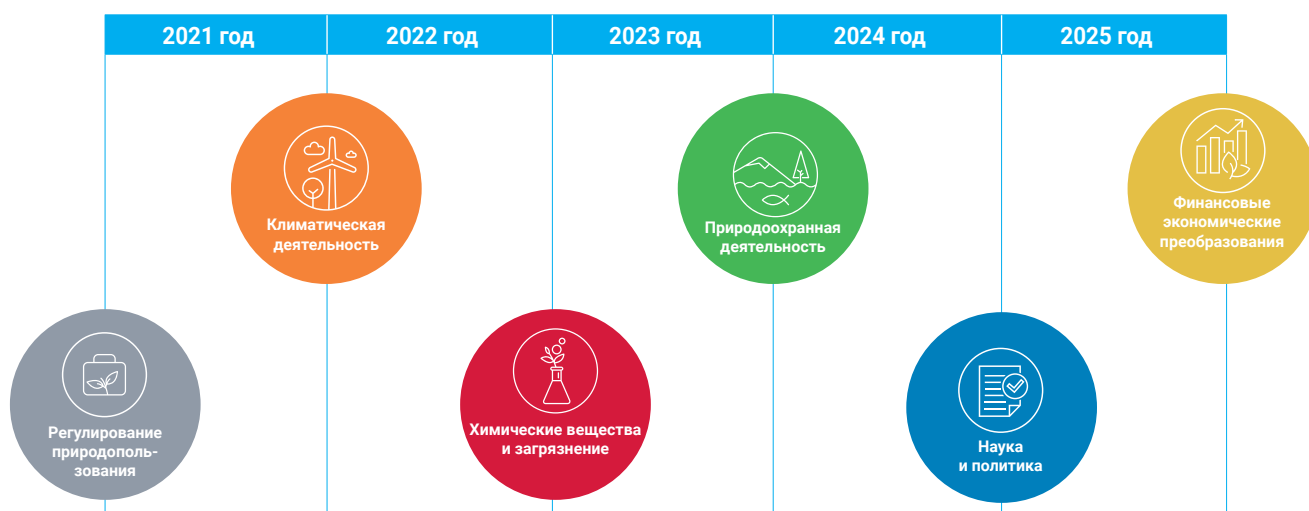 2021 год
2022 год
2023 год
2024 год
2025 год
Климатическая
деятельность
Природоохранная
деятельность
Финансовые
экономические
преобразования
Регулирование
природополь-
зования
Химические вещества
и загрязнение
Наука
и политика